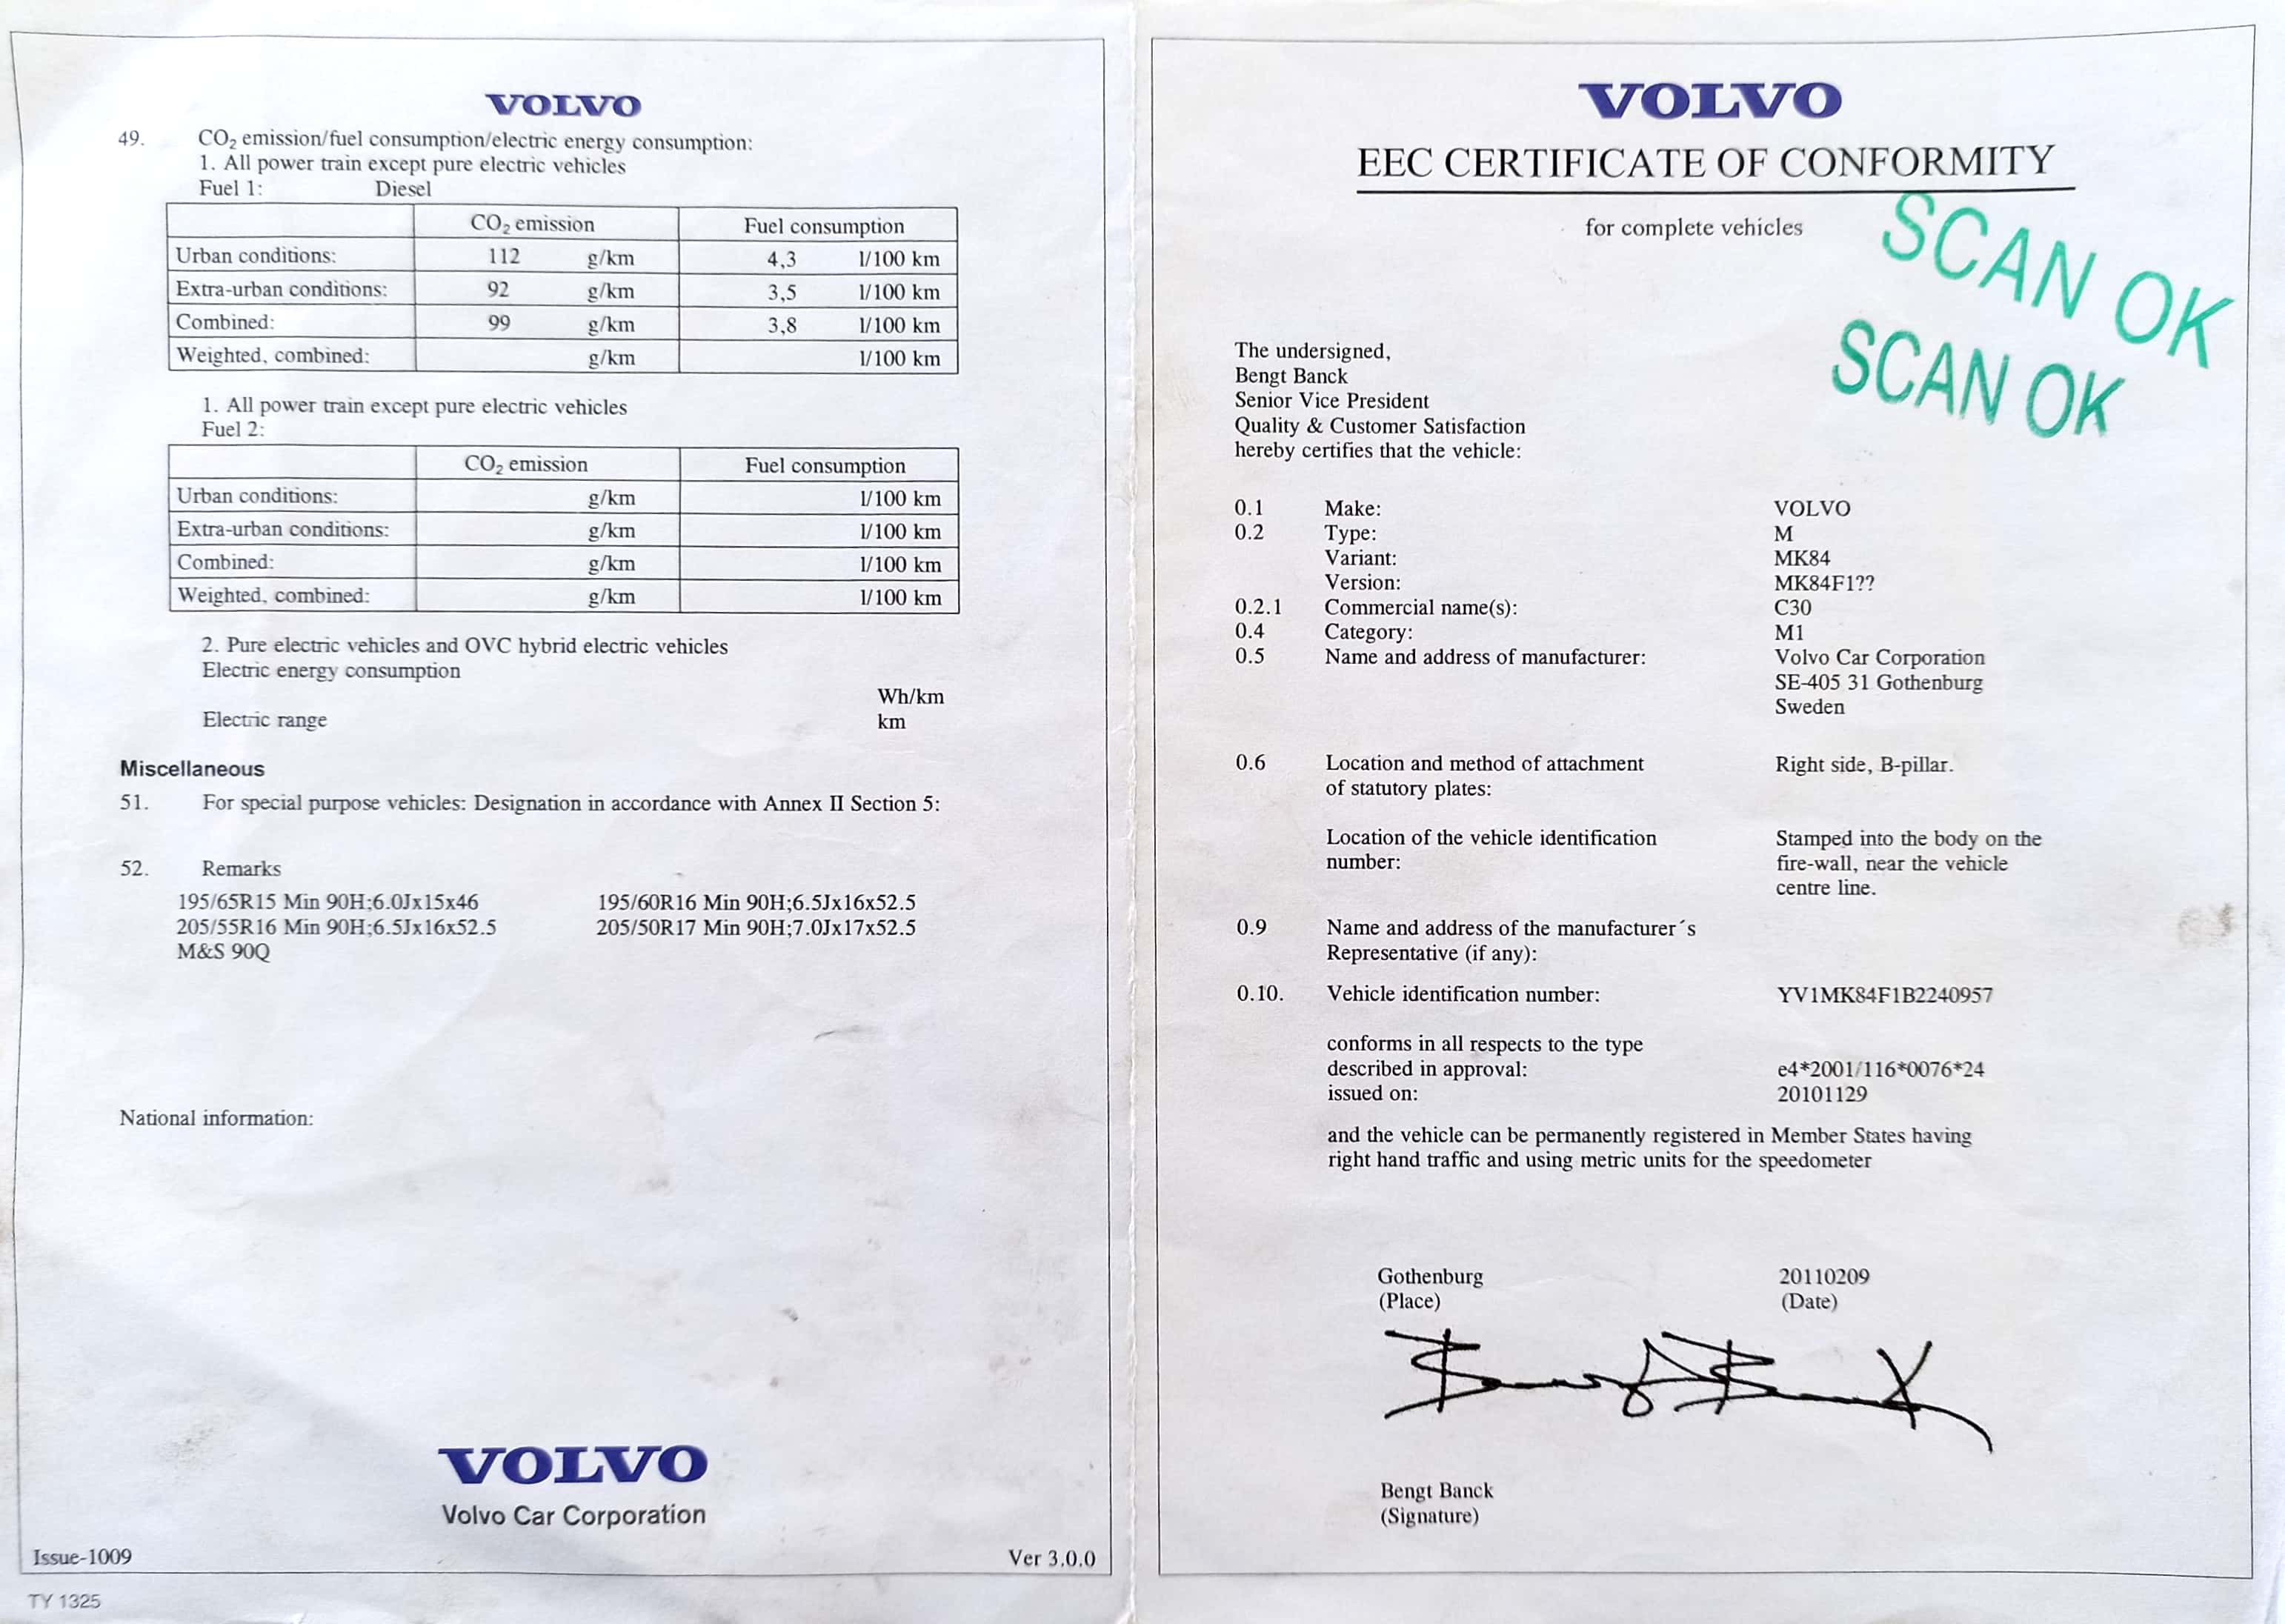 VOLVO
49. CO₂ emission/fuel consumption/electric energy consumption:
1. All power train except pure electric vehicles
Fuel 1: Diesel
CO₂ emission Fuel consumption
Urban conditions: 112 g/km 4,3 l/100 km
Extra-urban conditions: 92 g/km 3,5 l/100 km
Combined: 99 g/km 3,8 l/100 km
Weighted, combined: g/km l/100 km
1. All power train except pure electric vehicles
Fuel 2:
CO₂ emission Fuel consumption
Urban conditions: g/km l/100 km
Extra-urban conditions: g/km l/100 km
Combined: g/km l/100 km
Weighted, combined: g/km l/100 km
2. Pure electric vehicles and OVC hybrid electric vehicles
Electric energy consumption
Wh/km
Electric range km
Miscellaneous
51. For special purpose vehicles: Designation in accordance with Annex II Section 5:
52. Remarks
195/65R15 Min 90H;6.0Jx15x46 195/60R16 Min 90H;6.5Jx16x52.5
205/55R16 Min 90H;6.5Jx16x52.5 205/50R17 Min 90H;7.0Jx17x52.5
M&S 90Q
National information:
VOLVO
Volvo Car Corporation
Issue-1009 Ver 3.0.0
TY 1325
VOLVO
EEC CERTIFICATE OF CONFORMITY
for complete vehicles
SCAN OK
SCAN OK
The undersigned,
Bengt Banck
Senior Vice President
Quality & Customer Satisfaction
hereby certifies that the vehicle:
0.1 Make: VOLVO
0.2 Type: M
Variant: MK84
Version: MK84F1??
0.2.1 Commercial name(s): C30
0.4 Category: M1
0.5 Name and address of manufacturer: Volvo Car Corporation
SE-405 31 Gothenburg
Sweden
0.6 Location and method of attachment Right side, B-pillar.
of statutory plates:
Location of the vehicle identification Stamped into the body on the
number: fire-wall, near the vehicle
centre line.
0.9 Name and address of the manufacturer´s
Representative (if any):
0.10. Vehicle identification number: YV1MK84F1B2240957
conforms in all respects to the type
described in approval: e4*2001/116*0076*24
issued on: 20101129
and the vehicle can be permanently registered in Member States having
right hand traffic and using metric units for the speedometer
Gothenburg 20110209
(Place) (Date)
Bengt Banck
Bengt Banck
(Signature)